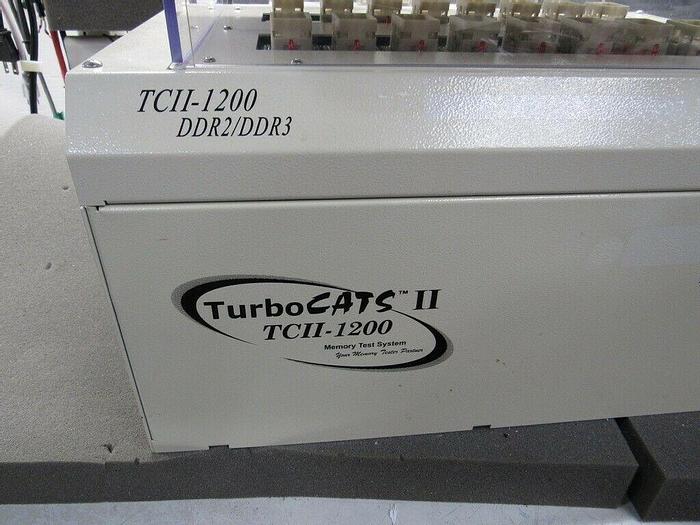 TCII-1200
DDR2/DDR3
TurboCATS™ II
TCII-1200
Memory Test System
Your Memory Tester Partner